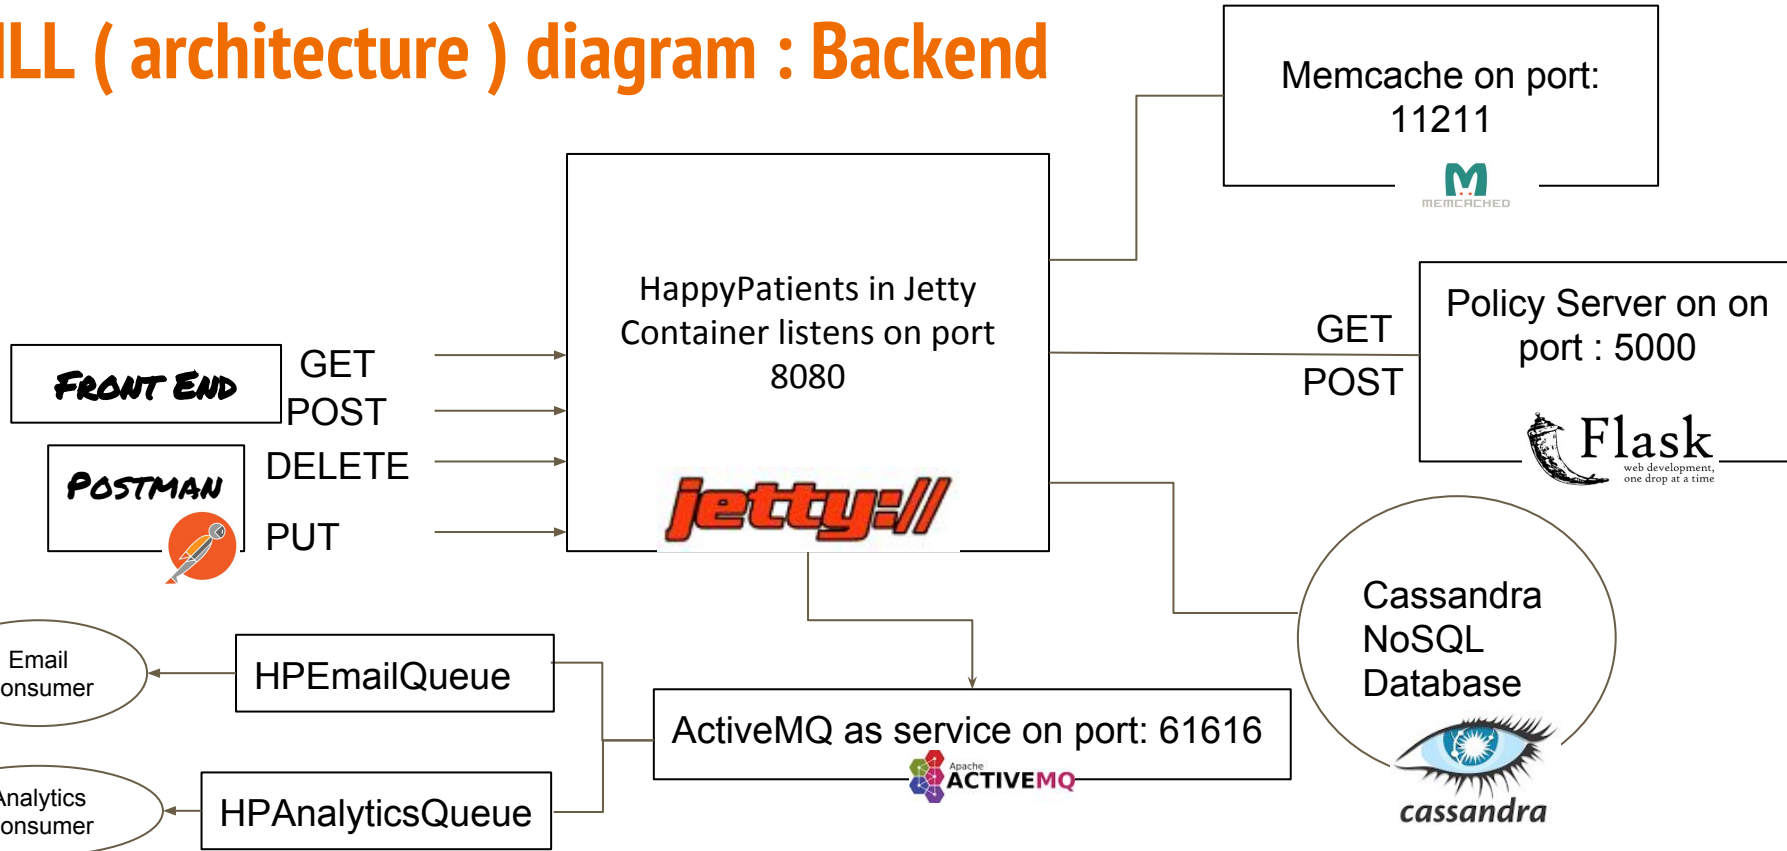 ILL ( architecture ) diagram : Backend
Memcache on port:
11211
MEMCACHED
HappyPatients in Jetty
Container listens on port
8080
jetty://
Policy Server on on
port : 5000
Flask
web development,
one drop at a time
GET
POST
FRONT END
GET
POST
POSTMAN
DELETE
PUT
Cassandra
NoSQL
Database
cassandra
Email
onsumer
HPEmailQueue
ActiveMQ as service on port: 61616
Apache
ACTIVEMQ
Analytics
onsumer
HPAnalyticsQueue